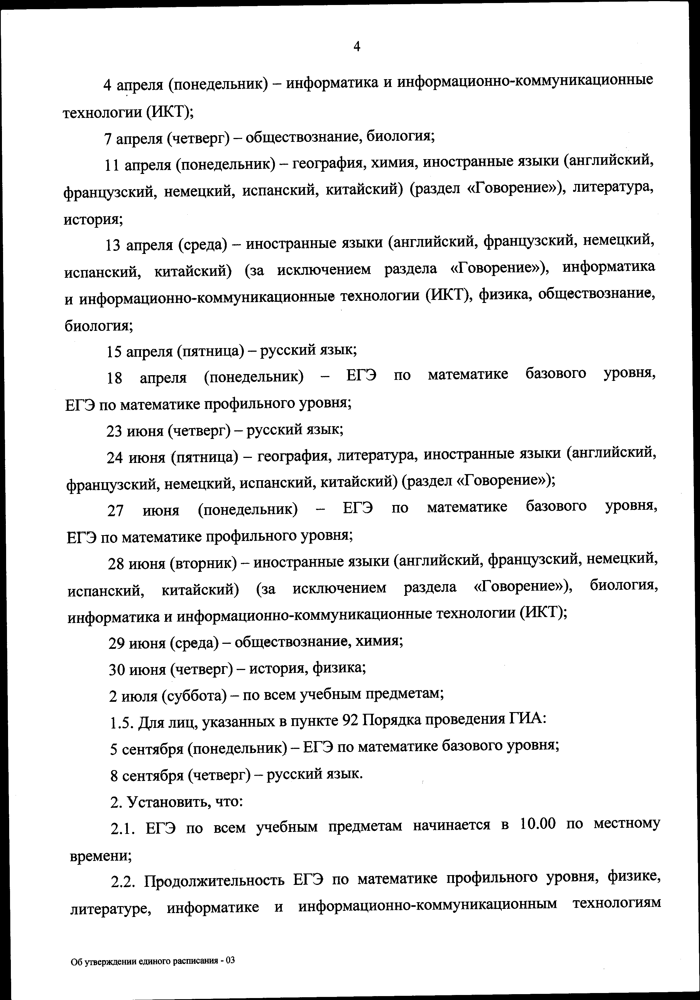 4
4 апреля (понедельник) – информатика и информационно-коммуникационные
технологии (ИКТ);
7 апреля (четверг) – обществознание, биология;
11 апреля (понедельник) – география, химия, иностранные языки (английский,
французский, немецкий, испанский, китайский) (раздел «Говорение»), литература,
история;
13 апреля (среда) – иностранные языки (английский, французский, немецкий,
испанский, китайский) (за исключением раздела «Говорение»), информатика
и информационно-коммуникационные технологии (ИКТ), физика, обществознание,
биология;
15 апреля (пятница) – русский язык;
18 апреля (понедельник) – ЕГЭ по математике базового уровня,
ЕГЭ по математике профильного уровня;
23 июня (четверг) – русский язык;
24 июня (пятница) – география, литература, иностранные языки (английский,
французский, немецкий, испанский, китайский) (раздел «Говорение»);
27 июня (понедельник) – ЕГЭ по математике базового уровня,
ЕГЭ по математике профильного уровня;
28 июня (вторник) – иностранные языки (английский, французский, немецкий,
испанский, китайский) (за исключением раздела «Говорение»), биология,
информатика и информационно-коммуникационные технологии (ИКТ);
29 июня (среда) – обществознание, химия;
30 июня (четверг) – история, физика;
2 июля (суббота) – по всем учебным предметам;
1.5. Для лиц, указанных в пункте 92 Порядка проведения ГИА:
5 сентября (понедельник) – ЕГЭ по математике базового уровня;
8 сентября (четверг) – русский язык.
2. Установить, что:
2.1. ЕГЭ по всем учебным предметам начинается в 10.00 по местному
времени;
2.2. Продолжительность ЕГЭ по математике профильного уровня, физике,
литературе, информатике и информационно-коммуникационным технологиям
Об утверждении единого расписания - 03